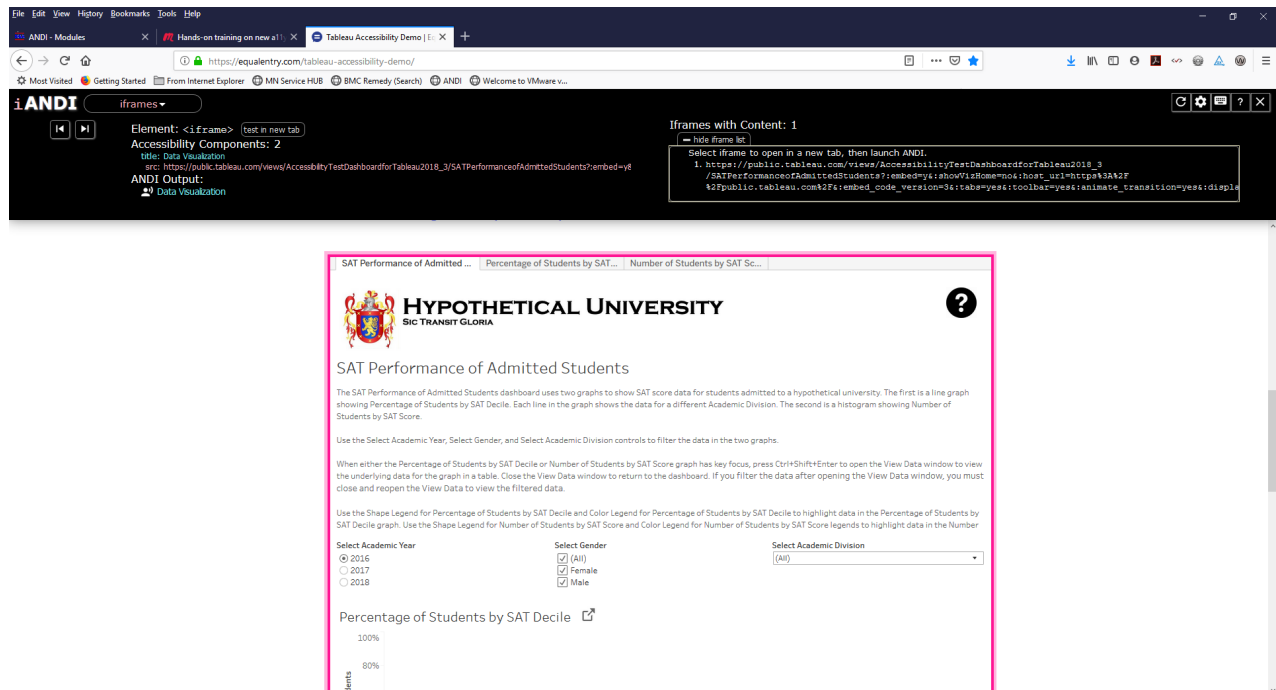 File Edit View History Bookmarks Tools Help
ANDI - Modules
Hands-on training on new a11y
Tableau Accessibility Demo | Eq
https://equalentry.com/tableau-accessibility-demo/
Most Visited Getting Started From Internet Explorer MN Service HUB BMC Remedy (Search) ANDI Welcome to VMware v...
iANDI iframes
Element: <iframe> test in new tab
Accessibility Components: 2
title: Data Visualization
src: https://public.tableau.com/views/AccessibilityTestDashboardforTableau2018_3/SATPerformanceofAdmittedStudents?:embed=y&
ANDI Output:
Data Visualization
Iframes with Content: 1
hide iframe list
Select iframe to open in a new tab, then launch ANDI.
1. https://public.tableau.com/views/AccessibilityTestDashboardforTableau2018_3
/SATPerformanceofAdmittedStudents?:embed=y&:showVizHome=no&:host_url=https%3A%2F
%2Fpublic.tableau.com%2F&:embed_code_version=3&:tabs=yes&:toolbar=yes&:animate_transition=yes&:displa
SAT Performance of Admitted ... Percentage of Students by SAT... Number of Students by SAT Sc...
HYPOTHETICAL UNIVERSITY
SIC TRANSIT GLORIA
?
SAT Performance of Admitted Students
The SAT Performance of Admitted Students dashboard uses two graphs to show SAT score data for students admitted to a hypothetical university. The first is a line graph
showing Percentage of Students by SAT Decile. Each line in the graph shows the data for a different Academic Division. The second is a histogram showing Number of
Students by SAT Score.
Use the Select Academic Year, Select Gender, and Select Academic Division controls to filter the data in the two graphs.
When either the Percentage of Students by SAT Decile or Number of Students by SAT Score graph has key focus, press Ctrl+Shift+Enter to open the View Data window to view
the underlying data for the graph in a table. Close the View Data window to return to the dashboard. If you filter the data after opening the View Data window, you must
close and reopen the View Data to view the filtered data.
Use the Shape Legend for Percentage of Students by SAT Decile and Color Legend for Percentage of Students by SAT Decile to highlight data in the Percentage of Students by
SAT Decile graph. Use the Shape Legend for Number of Students by SAT Score and Color Legend for Number of Students by SAT Score legends to highlight data in the Number
Select Academic Year
2016
2017
2018
Select Gender
(All)
Female
Male
Select Academic Division
(All)
Percentage of Students by SAT Decile
100%
80%